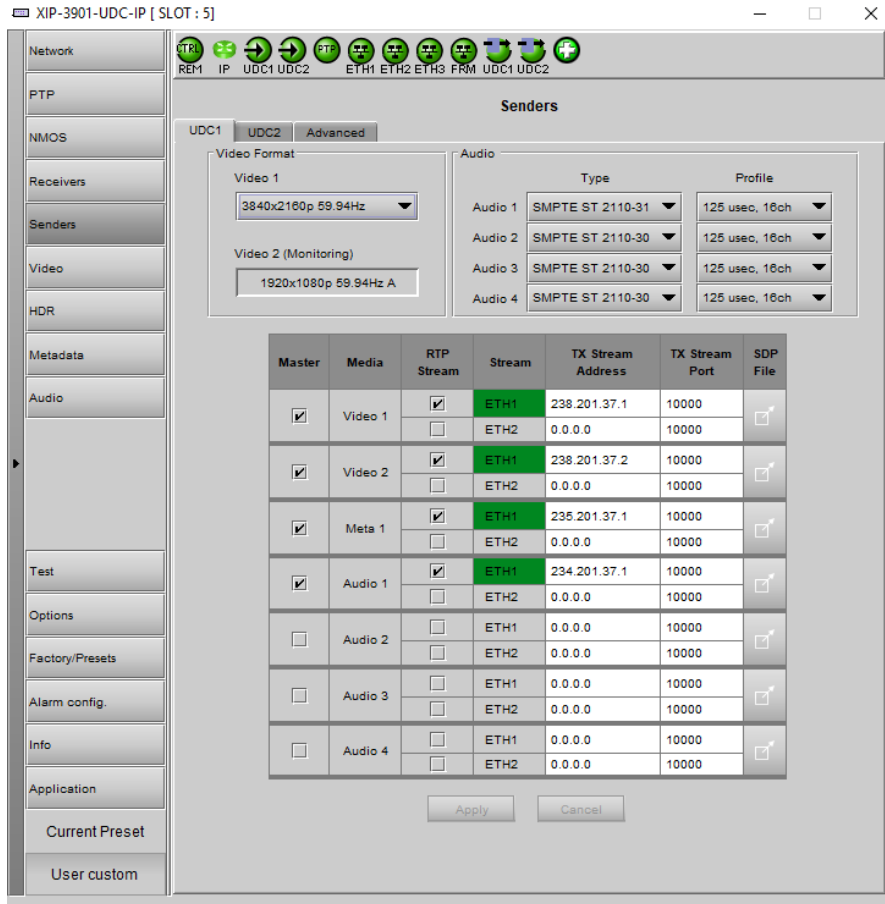 XIP-3901-UDC-IP [ SLOT : 5]
Network
PTP
NMOS
Receivers
Senders
Video
HDR
Metadata
Audio
Test
Options
Factory/Presets
Alarm config.
Info
Application
Current Preset
User custom
CTRL PTP
REM IP UDC1 UDC2 ETH1 ETH2 ETH3 FRM UDC1 UDC2
Senders
UDC1 UDC2 Advanced
Video Format
Video 1
3840x2160p 59.94Hz
Video 2 (Monitoring)
1920x1080p 59.94Hz A
Audio
Type Profile
Audio 1 SMPTE ST 2110-31 125 usec, 16ch
Audio 2 SMPTE ST 2110-30 125 usec, 16ch
Audio 3 SMPTE ST 2110-30 125 usec, 16ch
Audio 4 SMPTE ST 2110-30 125 usec, 16ch
Master Media RTP Stream Stream TX Stream Address TX Stream Port SDP File
Video 1 ETH1 238.201.37.1 10000
ETH2 0.0.0.0 10000
Video 2 ETH1 238.201.37.2 10000
ETH2 0.0.0.0 10000
Meta 1 ETH1 235.201.37.1 10000
ETH2 0.0.0.0 10000
Audio 1 ETH1 234.201.37.1 10000
ETH2 0.0.0.0 10000
Audio 2 ETH1 0.0.0.0 10000
ETH2 0.0.0.0 10000
Audio 3 ETH1 0.0.0.0 10000
ETH2 0.0.0.0 10000
Audio 4 ETH1 0.0.0.0 10000
ETH2 0.0.0.0 10000
Apply Cancel